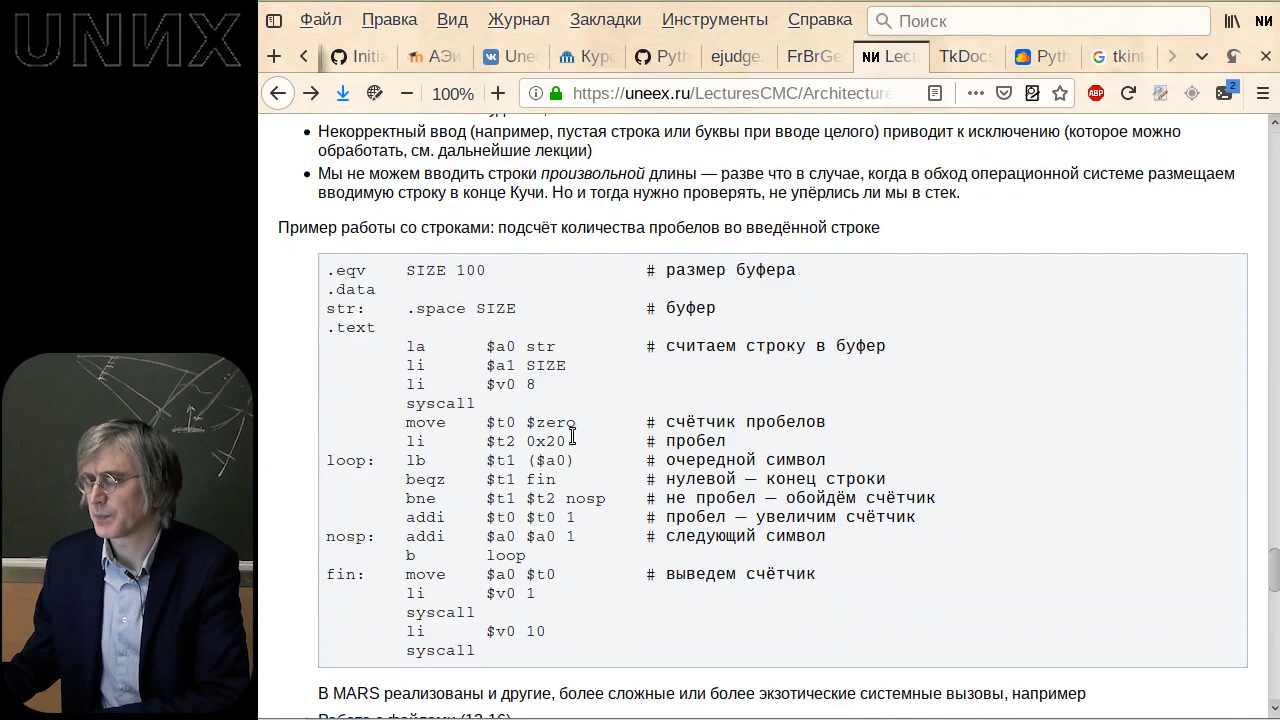 UNИX
Файл Правка Вид Журнал Закладки Инструменты Справка Поиск
Initia АЭи Unee Курс Pyth ejudge. FrBrGe Lect TkDocs Pyth tkint
100% https://uneex.ru/LecturesCMC/Architecture ABP 2
Некорректный ввод (например, пустая строка или буквы при вводе целого) приводит к исключению (которое можно
обработать, см. дальнейшие лекции)
Мы не можем вводить строки произвольной длины — разве что в случае, когда в обход операционной системе размещаем
вводимую строку в конце Кучи. Но и тогда нужно проверять, не упёрлись ли мы в стек.
Пример работы со строками: подсчёт количества пробелов во введённой строке
.eqv SIZE 100 # размер буфера
.data
str: .space SIZE # буфер
.text
la $a0 str # считаем строку в буфер
li $a1 SIZE
li $v0 8
syscall
move $t0 $zero # счётчик пробелов
li $t2 0x20 # пробел
loop: lb $t1 ($a0) # очередной символ
beqz $t1 fin # нулевой — конец строки
bne $t1 $t2 nosp # не пробел — обойдём счётчик
addi $t0 $t0 1 # пробел — увеличим счётчик
nosp: addi $a0 $a0 1 # следующий символ
b loop
fin: move $a0 $t0 # выведем счётчик
li $v0 1
syscall
li $v0 10
syscall
В MARS реализованы и другие, более сложные или более экзотические системные вызовы, например